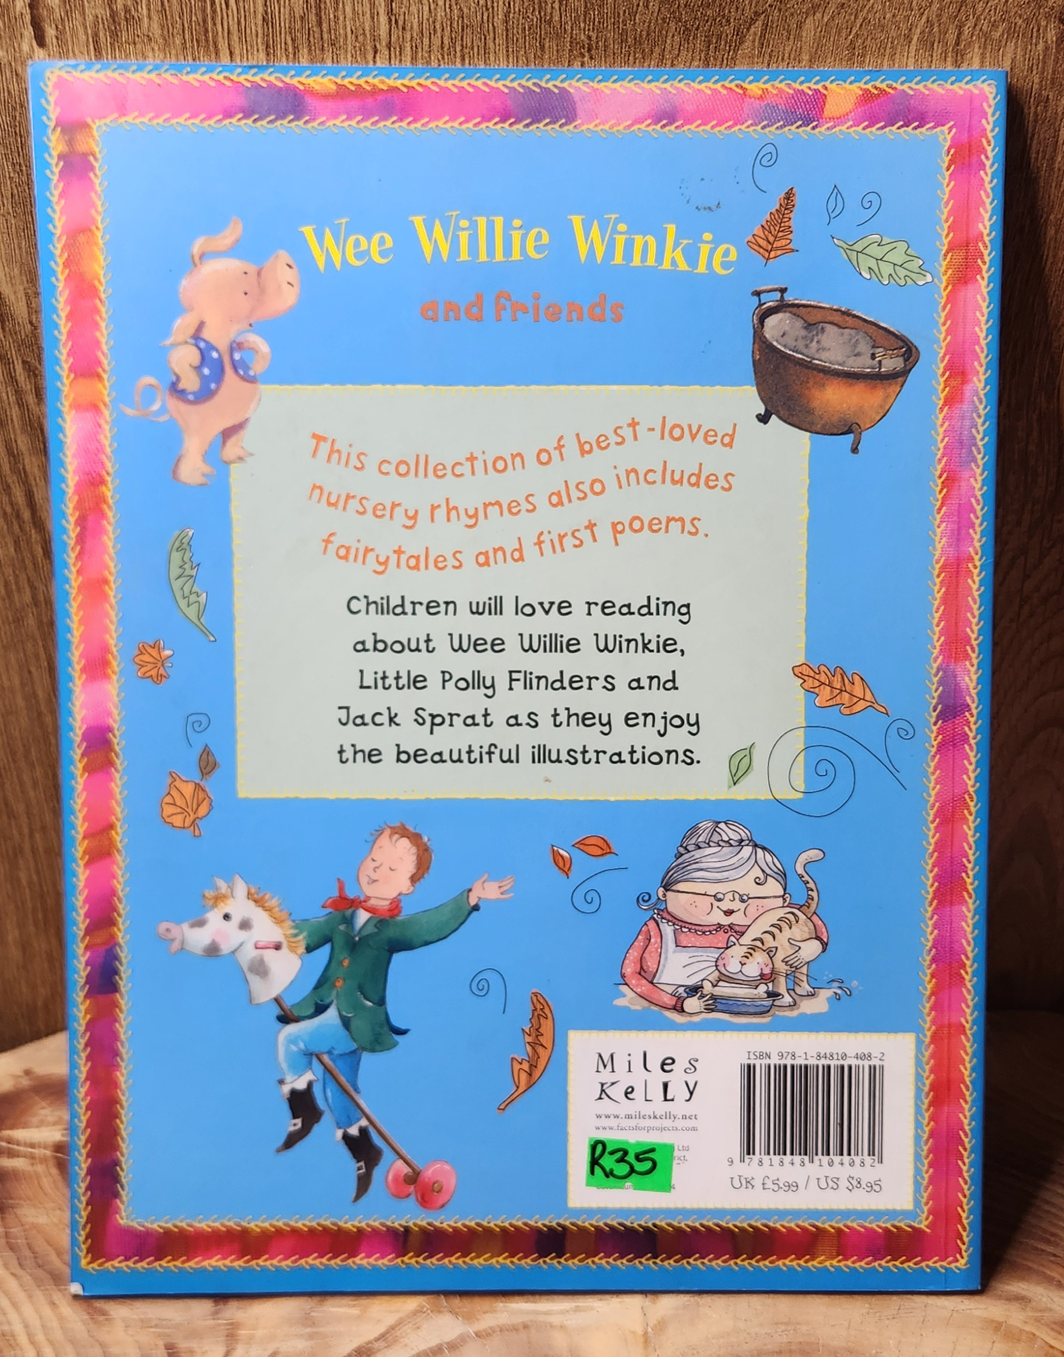 Wee Willie Winkie
and friends
This collection of best-loved
nursery rhymes also includes
fairytales and first poems.
Children will love reading
about Wee Willie Winkie,
Little Polly Flinders and
Jack Sprat as they enjoy
the beautiful illustrations.
Miles
Kelly
www.mileskelly.net
www.factsforprojects.com
Ltd
R35
ISBN 978-1-84810-408-2
9 781848 104082
UK £5.99 / US $8.95